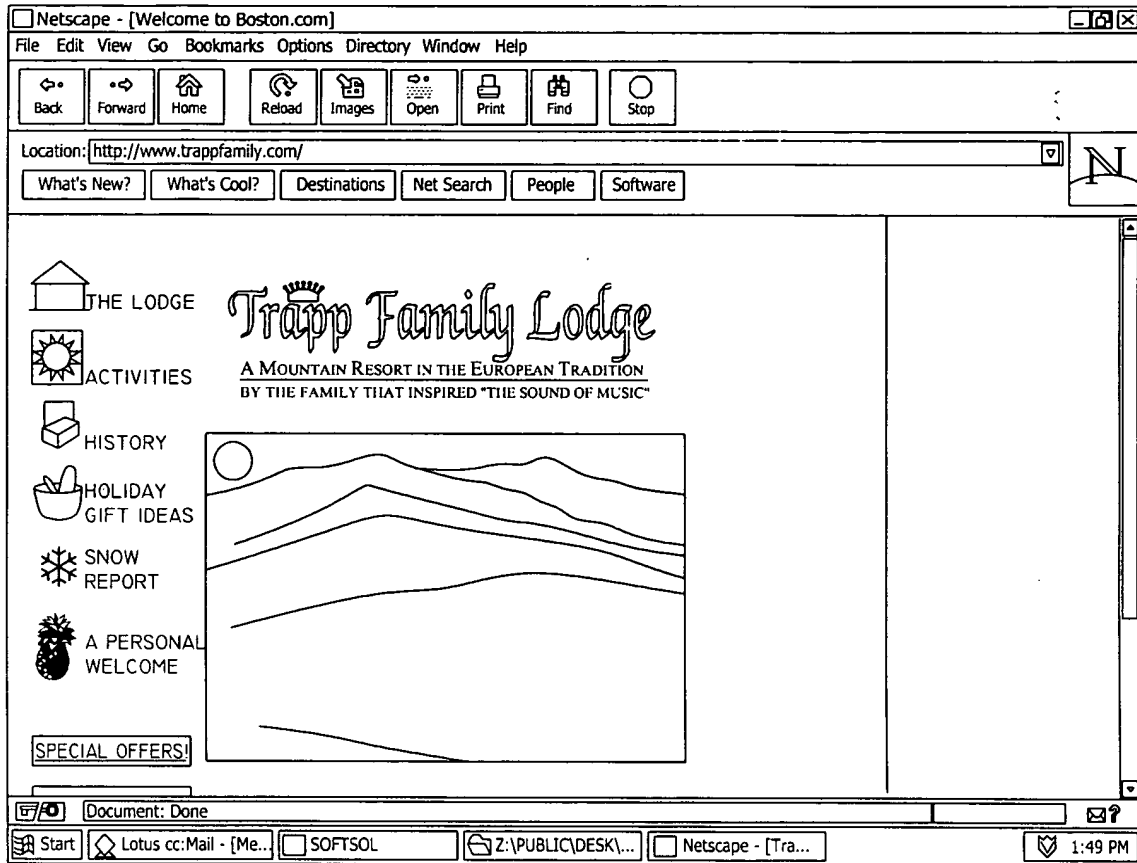 Netscape - [Welcome to Boston.com]
File Edit View Go Bookmarks Options Directory Window Help
Back Forward Home Reload Images Open Print Find Stop
Location: http://www.trappfamily.com/
N
What's New? What's Cool? Destinations Net Search People Software
THE LODGE
Trapp Family Lodge
A MOUNTAIN RESORT IN THE EUROPEAN TRADITION
BY THE FAMILY THAT INSPIRED "THE SOUND OF MUSIC"
ACTIVITIES
HISTORY
HOLIDAY
GIFT IDEAS
SNOW
REPORT
A PERSONAL
WELCOME
SPECIAL OFFERS!
Document: Done
?
Start Lotus cc:Mail - [Me... SOFTSOL Z:\PUBLIC\DESK\... Netscape - [Tra... 1:49 PM